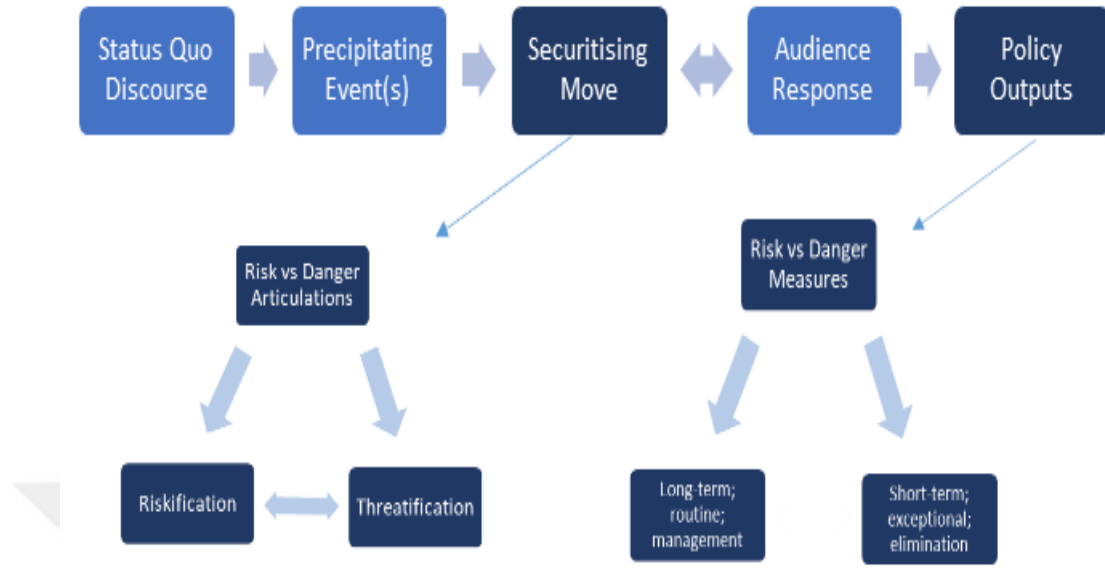 Status Quo
Discourse
Precipitating
Event(s)
Securitising
Move
Audience
Response
Policy
Outputs
Risk vs Danger
Articulations
Risk vs Danger
Measures
Riskification
Threatification
Long-term;
routine;
management
Short-term;
exceptional;
elimination